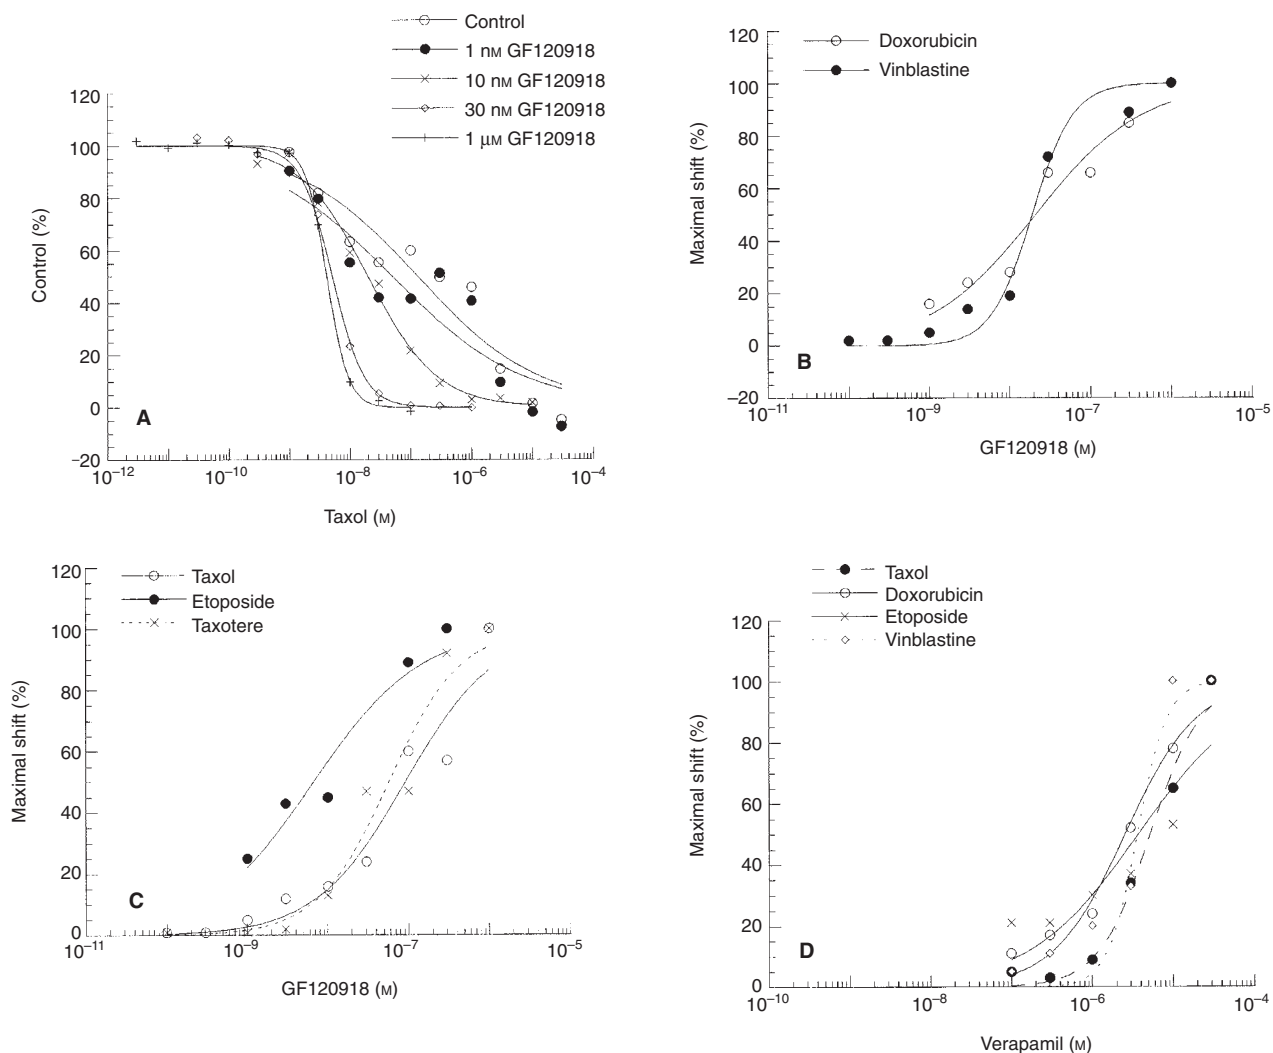 Control
1 nM GF120918
10 nM GF120918
30 nM GF120918
1 µM GF120918
120
100
80
60
40
20
0
–20
Control (%)
A
10–12
10–10
10–8
10–6
10–4
Taxol (M)
Doxorubicin
Vinblastine
120
100
80
60
40
20
0
–20
Maximal shift (%)
B
10–11
10–9
10–7
10–5
GF120918 (M)
Taxol
Etoposide
Taxotere
120
100
80
60
40
20
0
Maximal shift (%)
C
10–11
10–9
10–7
10–5
GF120918 (M)
Taxol
Doxorubicin
Etoposide
Vinblastine
120
100
80
60
40
20
0
Maximal shift (%)
D
10–10
10–8
10–6
10–4
Verapamil (M)